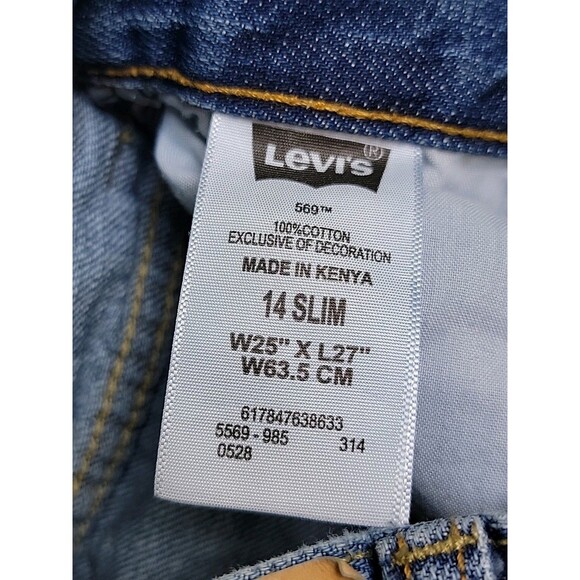 Levi's®
569™
100%COTTON
EXCLUSIVE OF DECORATION
MADE IN KENYA
14 SLIM
W25" X L27"
W63.5 CM
617847638633
5569-985 314
0528